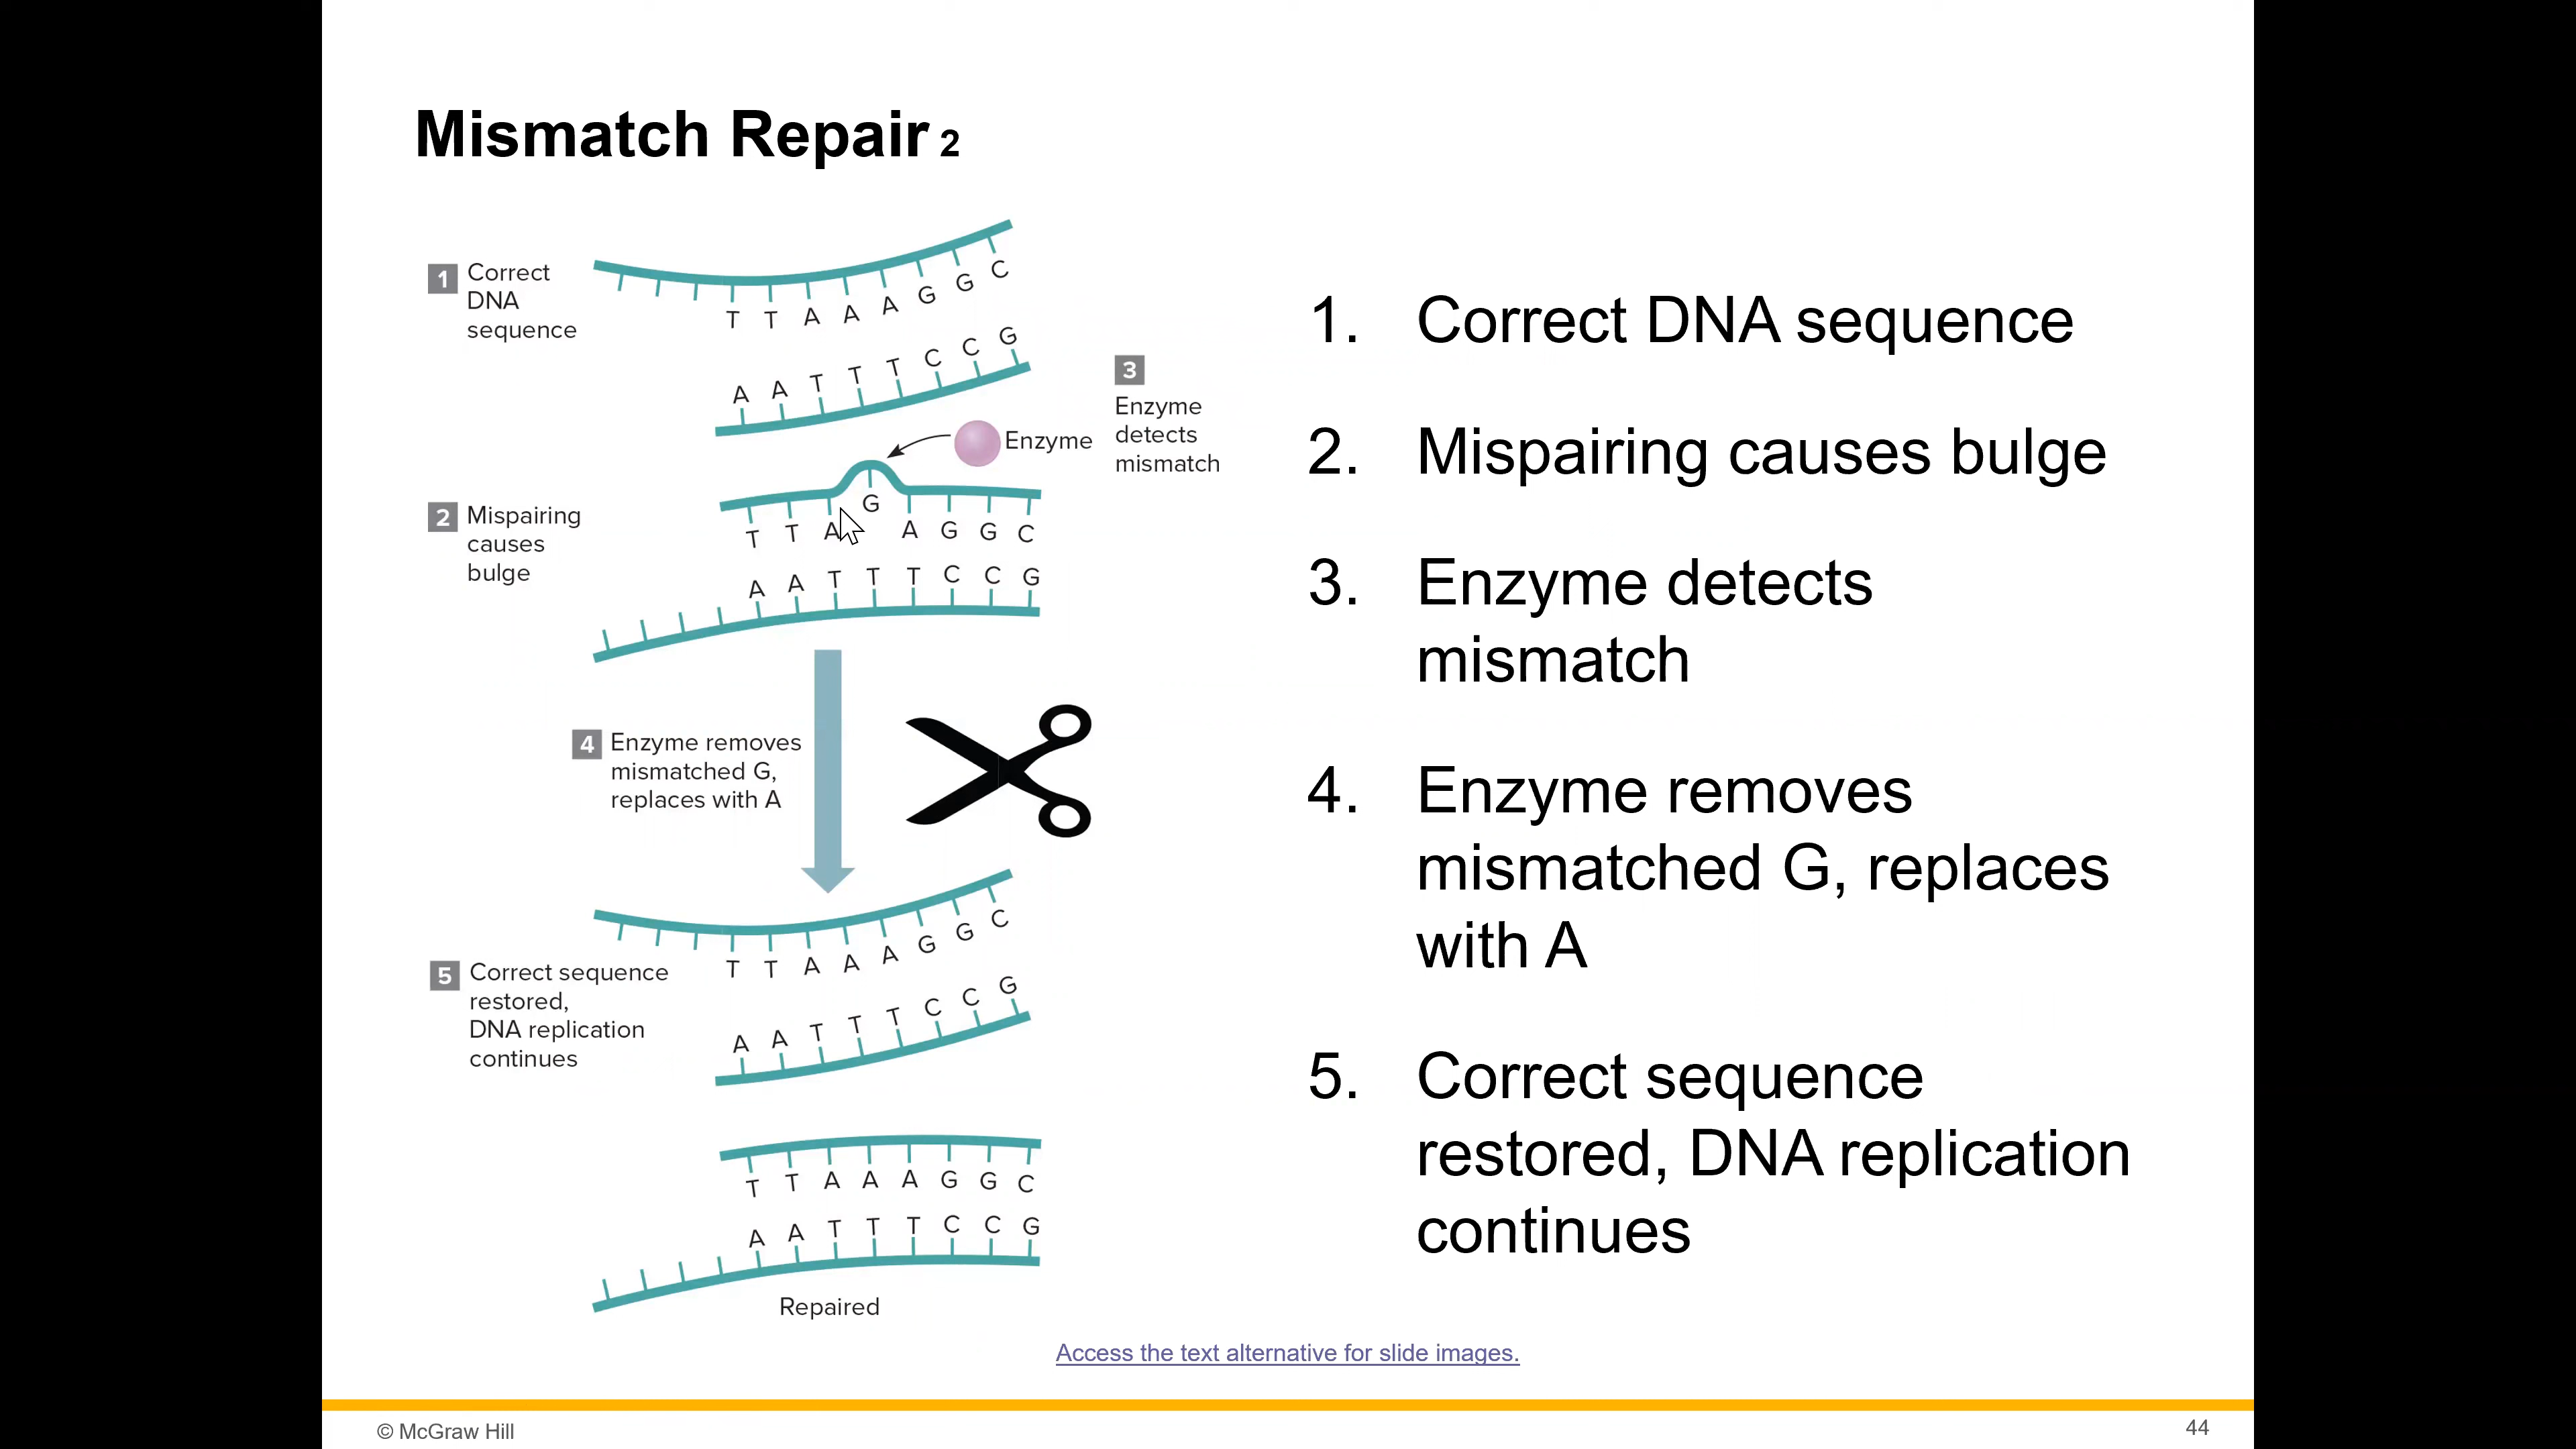 Mismatch Repair 2
1 Correct
DNA
sequence
T T A A A G G C
A A T T T C C G
Enzyme
3
Enzyme
detects
mismatch
2 Mispairing
causes
bulge
T T A G A G G C
A A T T T C C G
4 Enzyme removes
mismatched G,
replaces with A
5 Correct sequence
restored,
DNA replication
continues
T T A A A G G C
A A T T T C C G
T T A A A G G C
A A T T T C C G
Repaired
1. Correct DNA sequence
2. Mispairing causes bulge
3. Enzyme detects
mismatch
4. Enzyme removes
mismatched G, replaces
with A
5. Correct sequence
restored, DNA replication
continues
Access the text alternative for slide images.
© McGraw Hill
44